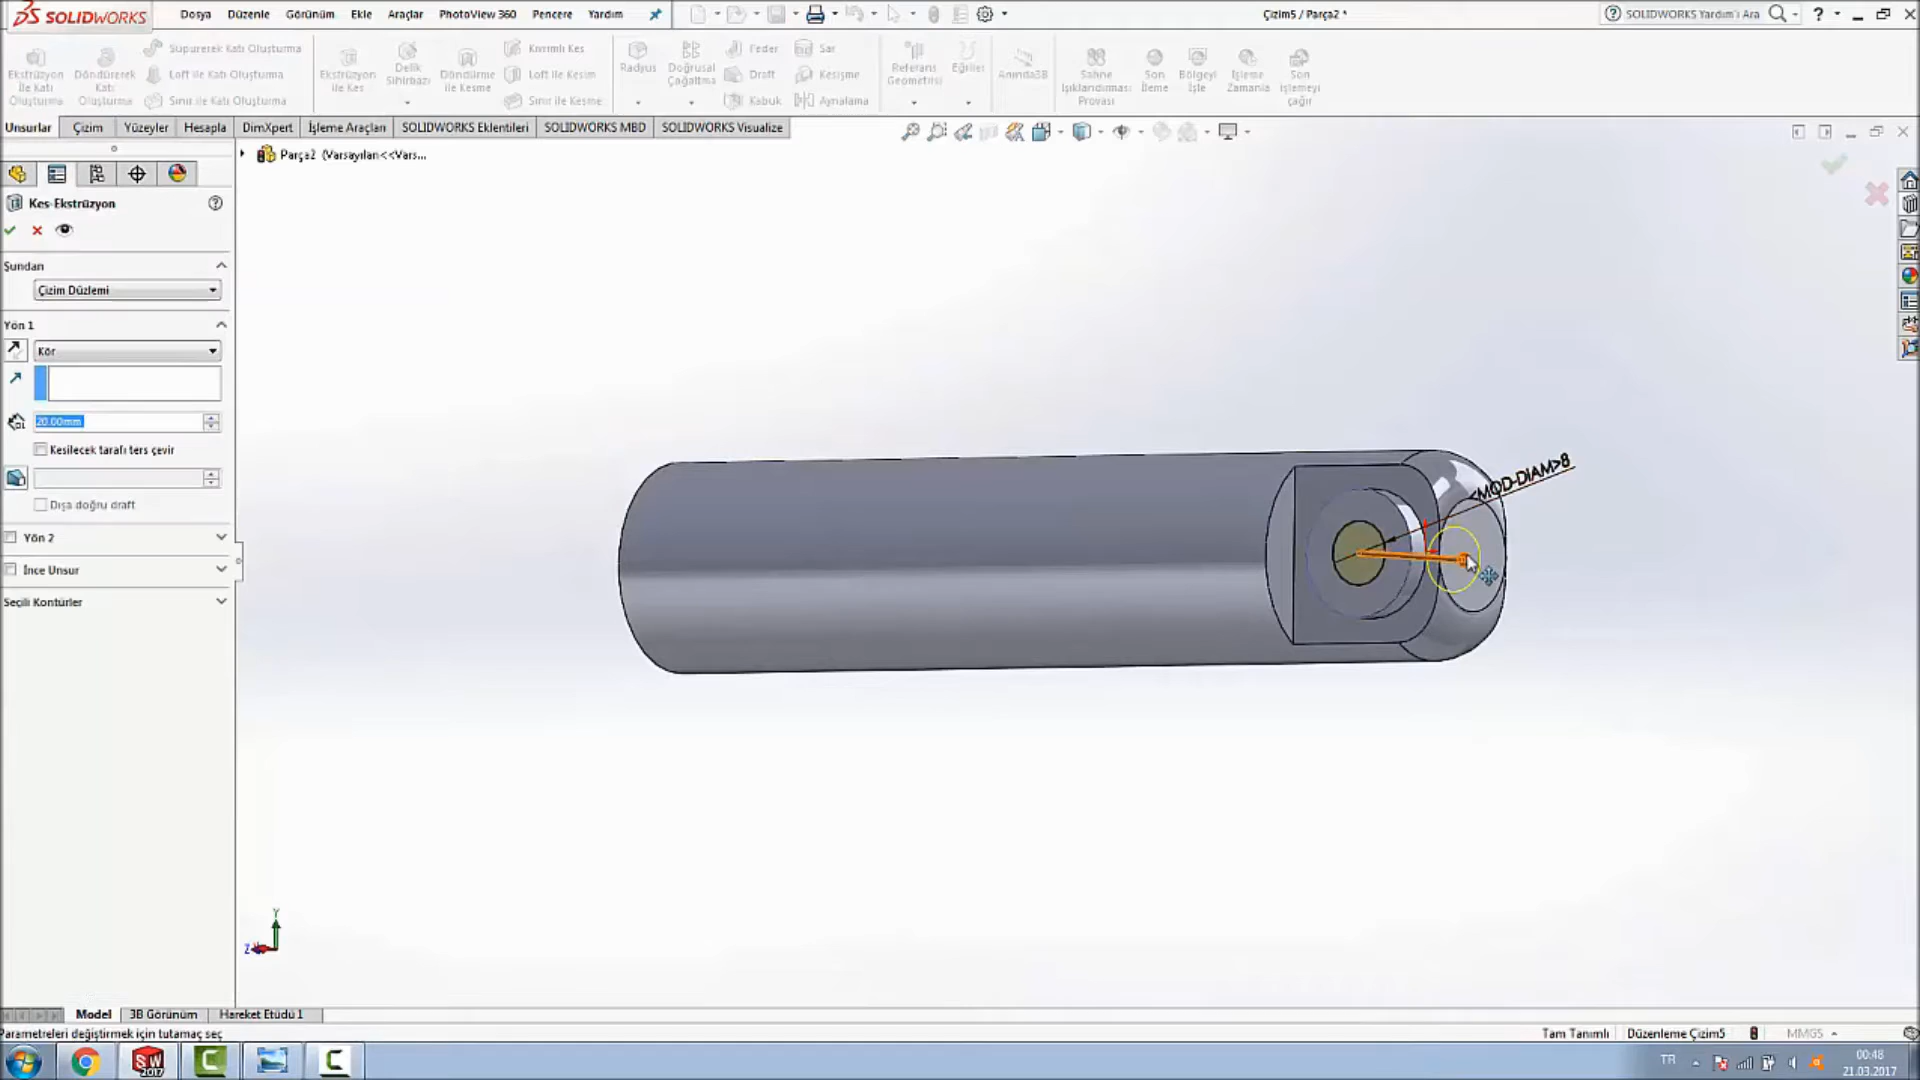 SOLIDWORKS Dosya Düzenle Görünüm Ekle Araçlar PhotoView 360 Pencere Yardım Çizim5 / Parça2 * SOLIDWORKS Yardım'ı Ara
Ekstrüzyon ile Katı Oluşturma
Döndürerek Katı Oluşturma
Süpürerek Katı Oluşturma
Loft ile Katı Oluşturma
Sınır ile Katı Oluşturma
Ekstrüzyon ile Kes
Delik Sihirbazı
Döndürme ile Kesme
Kıvrımlı Kes
Loft ile Kesim
Sınır ile Kesme
Radyus
Doğrusal Çoğaltma
Feder
Draft
Kabuk
Sar
Kesişme
Aynalama
Referans Geometrisi
Eğriler
Anında3B
Sahne Işıklandırması Provası
Son İşleme
Bölgeyi İşle
İşleme Zamanla
Son işlemeyi çağır
Unsurlar Çizim Yüzeyler Hesapla DimXpert İşleme Araçları SOLIDWORKS Eklentileri SOLIDWORKS MBD SOLIDWORKS Visualize
Parça2 (Varsayılan<<Vars...
Kes-Ekstrüzyon
Şundan
Çizim Düzlemi
Yön 1
Kör
20.00mm
Kesilecek tarafı ters çevir
Dışa doğru draft
Yön 2
İnce Unsur
Seçili Kontürler
<MOD-DIAM>8
Y
Z
Model 3B Görünüm Hareket Etüdü 1
Parametreleri değiştirmek için tutamaç seç Tam Tanımlı Düzenleme Çizim5 MMGS
SW 2017
TR
00:48
21.03.2017